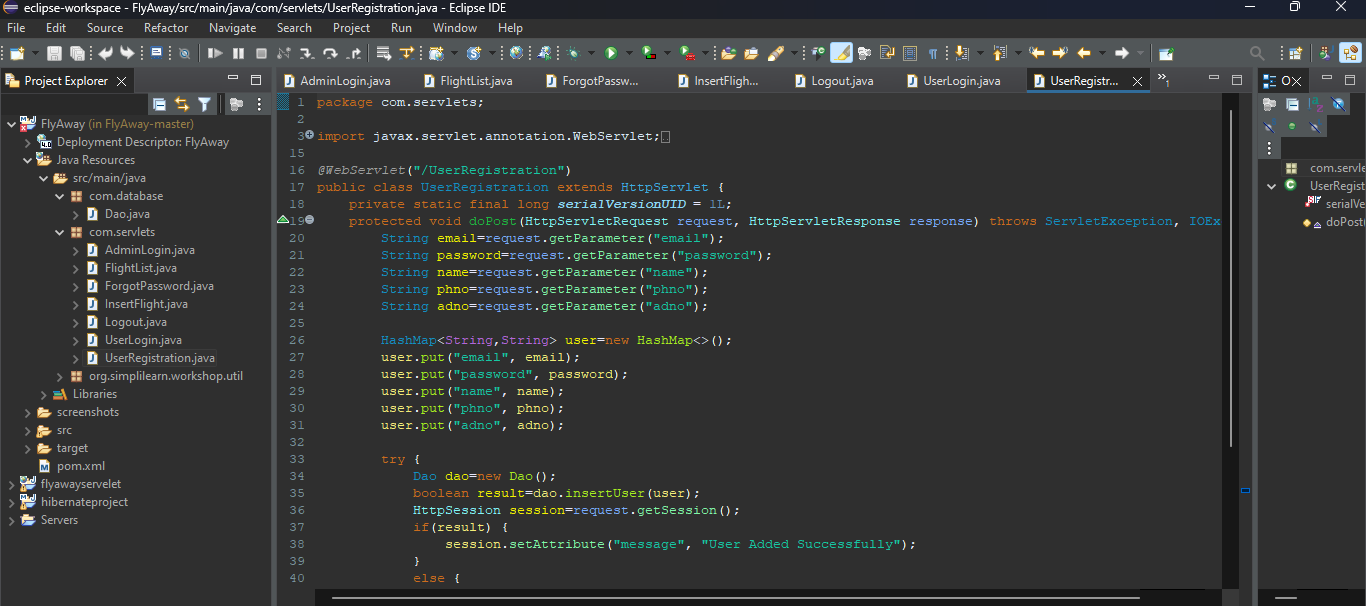 eclipse-workspace - FlyAway/src/main/java/com/servlets/UserRegistration.java - Eclipse IDE
File Edit Source Refactor Navigate Search Project Run Window Help
Project Explorer
FlyAway (in FlyAway-master)
Deployment Descriptor: FlyAway
Java Resources
src/main/java
com.database
Dao.java
com.servlets
AdminLogin.java
FlightList.java
ForgotPassword.java
InsertFlight.java
Logout.java
UserLogin.java
UserRegistration.java
org.simplilearn.workshop.util
Libraries
screenshots
src
target
pom.xml
flyawayservelet
hibernateproject
Servers
AdminLogin.java FlightList.java ForgotPassw... InsertFligh... Logout.java UserLogin.java UserRegistr... »1
1 package com.servlets;
2
3 import javax.servlet.annotation.WebServlet;
15
16 @WebServlet("/UserRegistration")
17 public class UserRegistration extends HttpServlet {
18 private static final long serialVersionUID = 1L;
19 protected void doPost(HttpServletRequest request, HttpServletResponse response) throws ServletException, IOEx
20 String email=request.getParameter("email");
21 String password=request.getParameter("password");
22 String name=request.getParameter("name");
23 String phno=request.getParameter("phno");
24 String adno=request.getParameter("adno");
25
26 HashMap<String,String> user=new HashMap<>();
27 user.put("email", email);
28 user.put("password", password);
29 user.put("name", name);
30 user.put("phno", phno);
31 user.put("adno", adno);
32
33 try {
34 Dao dao=new Dao();
35 boolean result=dao.insertUser(user);
36 HttpSession session=request.getSession();
37 if(result) {
38 session.setAttribute("message", "User Added Successfully");
39 }
40 else {
O
com.servle
UserRegist
serialVe
doPost(